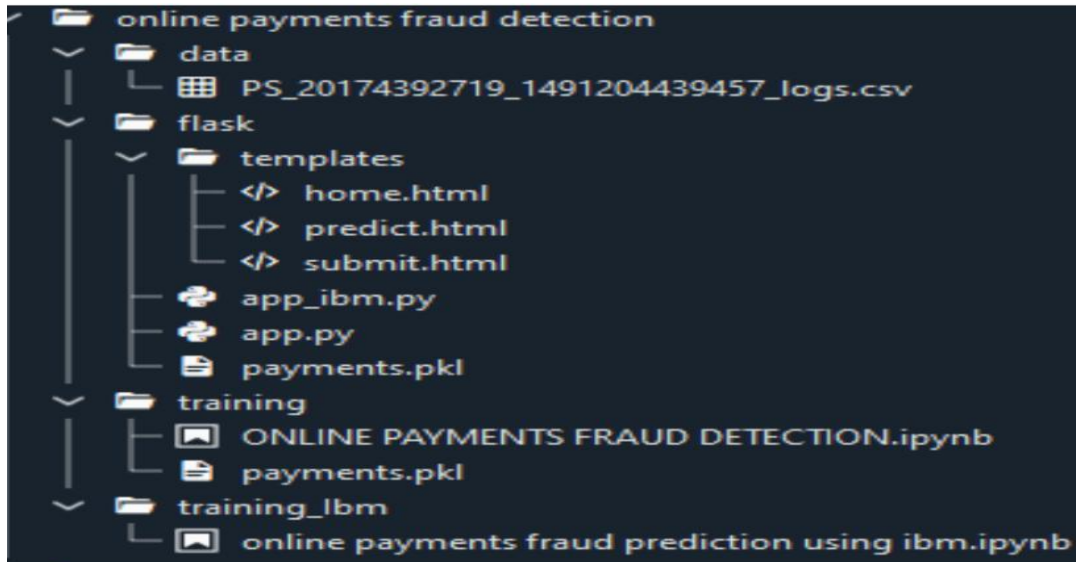 online payments fraud detection
data
PS_20174392719_1491204439457_logs.csv
flask
templates
home.html
predict.html
submit.html
app_ibm.py
app.py
payments.pkl
training
ONLINE PAYMENTS FRAUD DETECTION.ipynb
payments.pkl
training_Ibm
online payments fraud prediction using ibm.ipynb